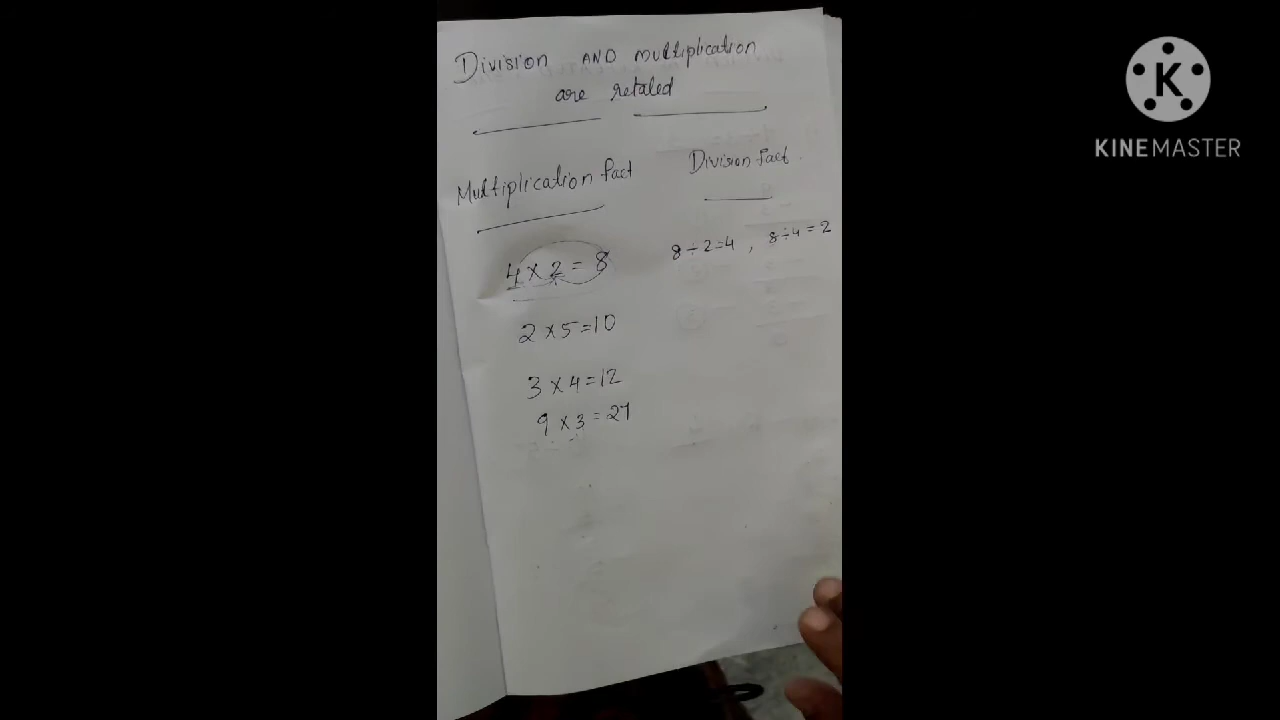 Division AND multiplication
are retaled
Multiplication fact
Division fact.
4 × 2 = 8
8 ÷ 2 = 4 , 8 ÷ 4 = 2
2 × 5 = 10
3 × 4 = 12
9 × 3 = 27
K
KINEMASTER